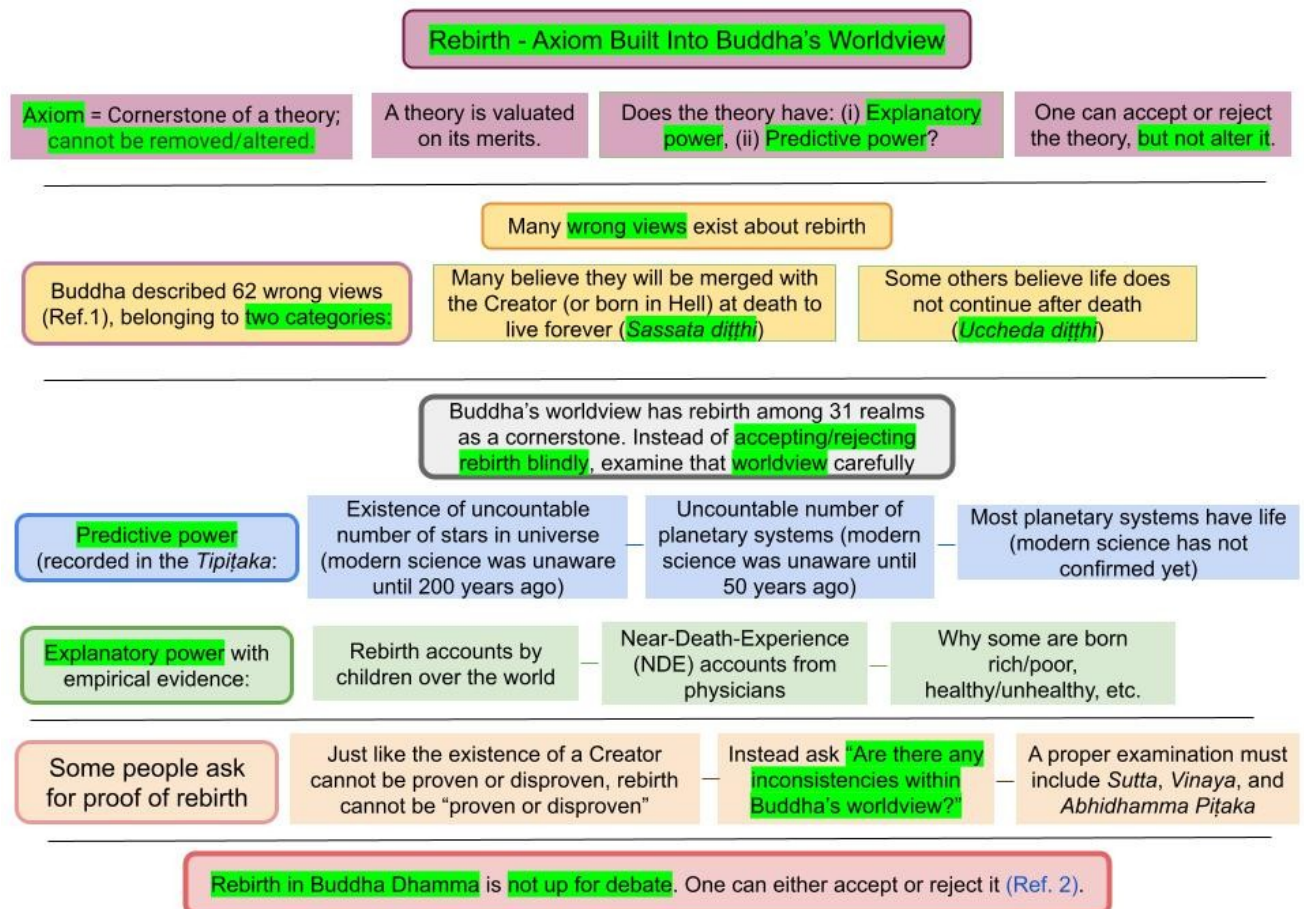 Rebirth - Axiom Built Into Buddha's Worldview
Axiom = Cornerstone of a theory;
cannot be removed/altered.
A theory is valuated
on its merits.
Does the theory have: (i) Explanatory
power, (ii) Predictive power?
One can accept or reject
the theory, but not alter it.
Many wrong views exist about rebirth
Buddha described 62 wrong views
(Ref.1), belonging to two categories:
Many believe they will be merged with
the Creator (or born in Hell) at death to
live forever (Sassata diṭṭhi)
Some others believe life does
not continue after death
(Uccheda diṭṭhi)
Buddha's worldview has rebirth among 31 realms
as a cornerstone. Instead of accepting/rejecting
rebirth blindly, examine that worldview carefully
Predictive power
(recorded in the Tipiṭaka:
Existence of uncountable
number of stars in universe
(modern science was unaware
until 200 years ago)
Uncountable number of
planetary systems (modern
science was unaware until
50 years ago)
Most planetary systems have life
(modern science has not
confirmed yet)
Explanatory power with
empirical evidence:
Rebirth accounts by
children over the world
Near-Death-Experience
(NDE) accounts from
physicians
Why some are born
rich/poor,
healthy/unhealthy, etc.
Some people ask
for proof of rebirth
Just like the existence of a Creator
cannot be proven or disproven, rebirth
cannot be "proven or disproven"
Instead ask "Are there any
inconsistencies within
Buddha's worldview?"
A proper examination must
include Sutta, Vinaya, and
Abhidhamma Piṭaka
Rebirth in Buddha Dhamma is not up for debate. One can either accept or reject it (Ref. 2).